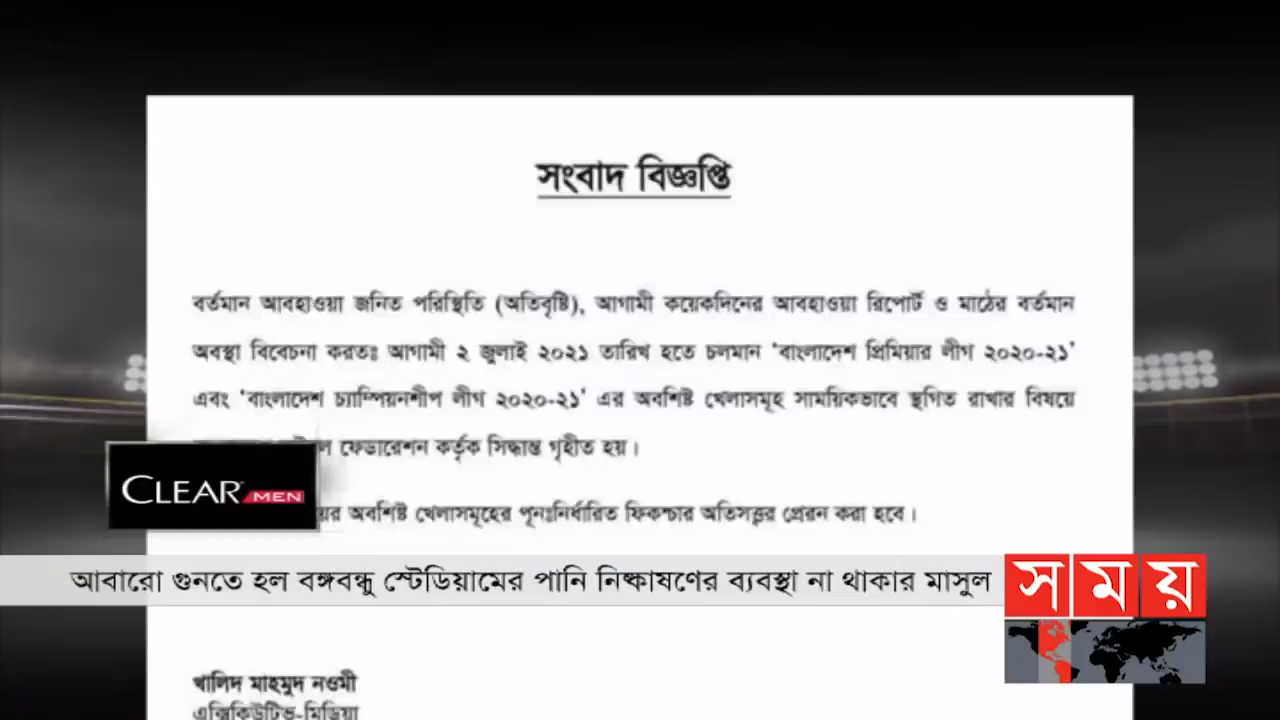 সংবাদ বিজ্ঞপ্তি
বর্তমান আবহাওয়া জনিত পরিস্থিতি (অতিবৃষ্টি), আগামী কয়েকদিনের আবহাওয়া রিপোর্ট ও মাঠের বর্তমান
অবস্থা বিবেচনা করতঃ আগামী ২ জুলাই ২০২১ তারিখ হতে চলমান ‘বাংলাদেশ প্রিমিয়ার লীগ ২০২০-২১’
এবং ‘বাংলাদেশ চ্যাম্পিয়নশীপ লীগ ২০২০-২১’ এর অবশিষ্ট খেলাসমূহ সাময়িকভাবে স্থগিত রাখার বিষয়ে
ফেডারেশন কর্তৃক সিদ্ধান্ত গৃহীত হয়।
CLEAR MEN
অবশিষ্ট খেলাসমূহের পূনঃনির্ধারিত ফিকশ্চার অতিসত্ত্বর প্রেরন করা হবে।
আবারো গুনতে হল বঙ্গবন্ধু স্টেডিয়ামের পানি নিষ্কাষণের ব্যবস্থা না থাকার মাসুল
সময়
খালিদ মাহমুদ নওমী
এক্সিকিউটিভ-মিডিয়া